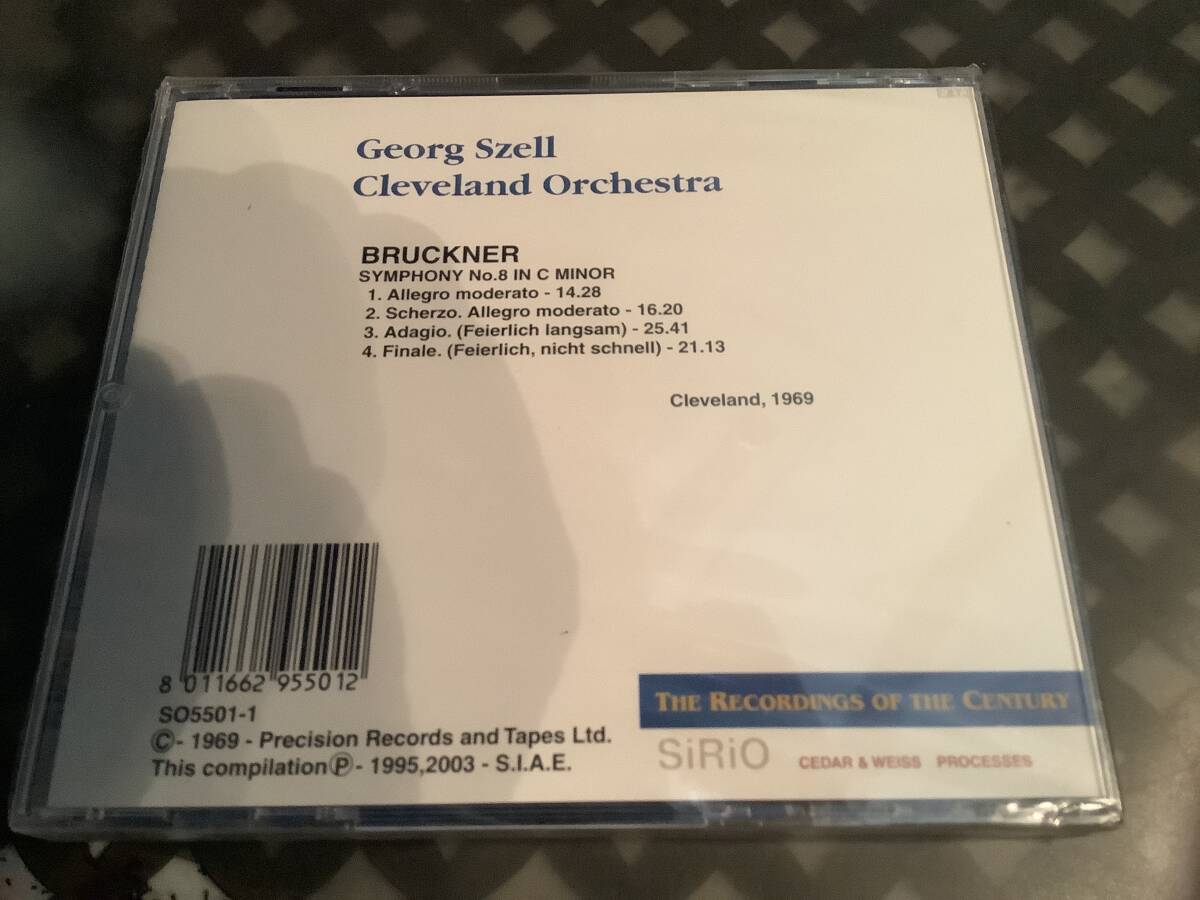 Georg Szell
Cleveland Orchestra
BRUCKNER
SYMPHONY No.8 IN C MINOR
1. Allegro moderato - 14.28
2. Scherzo. Allegro moderato - 16.20
3. Adagio. (Feierlich langsam) - 25.41
4. Finale. (Feierlich, nicht schnell) - 21.13
Cleveland, 1969
8 011662 955012
SO5501-1
©- 1969 - Precision Records and Tapes Ltd.
This compilation ℗ - 1995,2003 - S.I.A.E.
THE RECORDINGS OF THE CENTURY
SiRiO CEDAR & WEISS PROCESSES